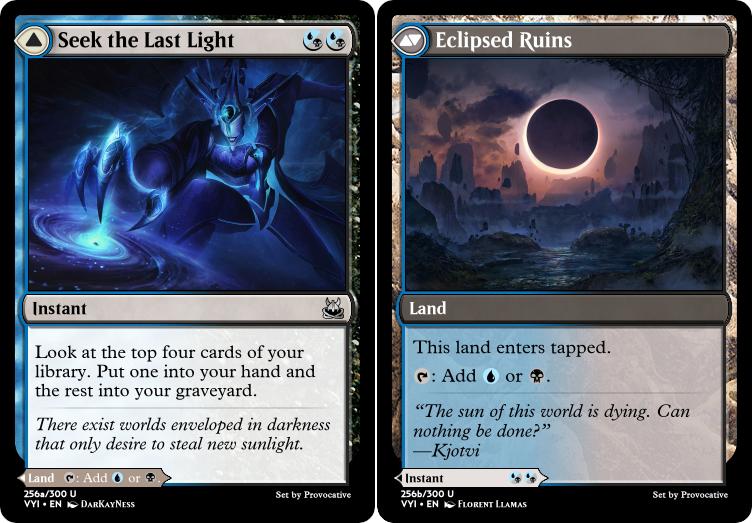 Seek the Last Light
Instant
Look at the top four cards of your
library. Put one into your hand and
the rest into your graveyard.
There exist worlds enveloped in darkness
that only desire to steal new sunlight.
Land : Add or .
256a/300 U
VYI • EN DarKayNess
Set by Provocative
Eclipsed Ruins
Land
This land enters tapped.
: Add or .
"The sun of this world is dying. Can
nothing be done?"
—Kjotvi
Instant
256b/300 U
VYI • EN Florent Llamas
Set by Provocative